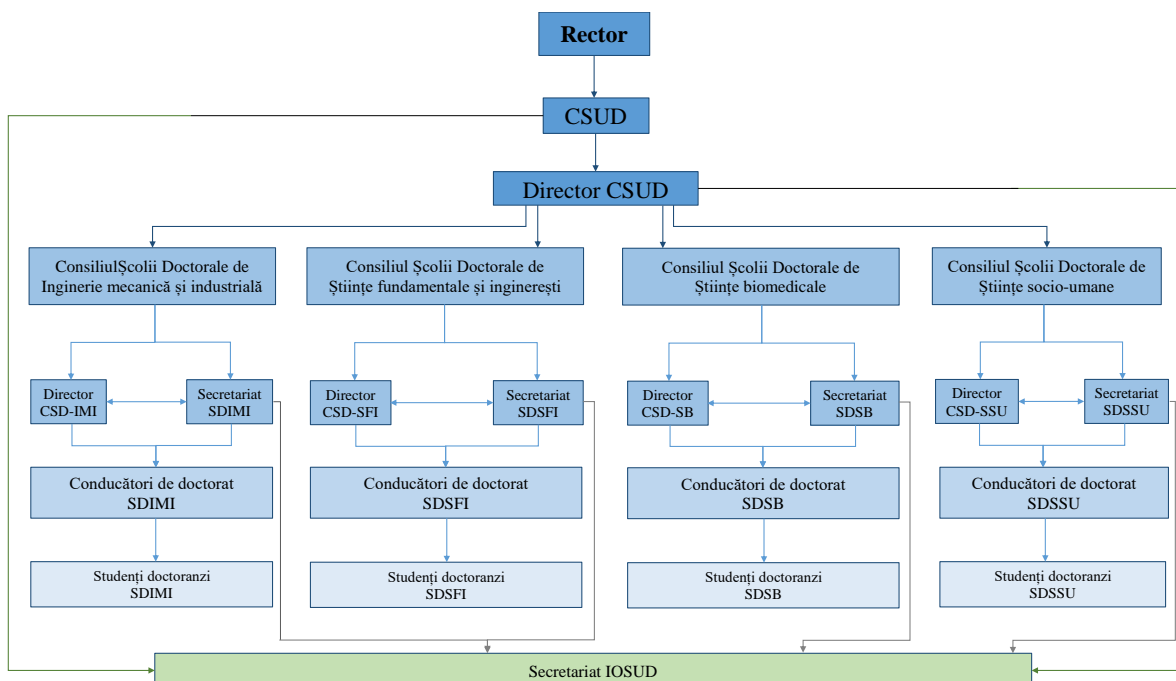 Rector
CSUD
Director CSUD
ConsiliulȘcolii Doctorale de
Inginerie mecanică și industrială
Consiliul Școlii Doctorale de
Științe fundamentale și inginerești
Consiliul Școlii Doctorale de
Științe biomedicale
Consiliul Școlii Doctorale de
Științe socio-umane
Director
CSD-IMI
Secretariat
SDIMI
Director
CSD-SFI
Secretariat
SDSFI
Director
CSD-SB
Secretariat
SDSB
Director
CSD-SSU
Secretariat
SDSSU
Conducători de doctorat
SDIMI
Conducători de doctorat
SDSFI
Conducători de doctorat
SDSB
Conducători de doctorat
SDSSU
Studenți doctoranzi
SDIMI
Studenți doctoranzi
SDSFI
Studenți doctoranzi
SDSB
Studenți doctoranzi
SDSSU
Secretariat IOSUD